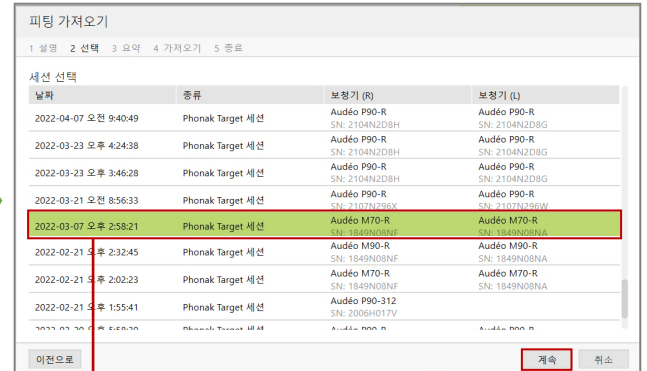 피팅 가져오기
1 설명 2 선택 3 요약 4 가져오기 5 종료
세션 선택
날짜 종류 보청기 (R) 보청기 (L)
2022-04-07 오전 9:40:49 Phonak Target 세션 Audéo P90-R Audéo P90-R
SN: 2104N2D8H SN: 2104N2D8G
2022-03-23 오후 4:24:38 Phonak Target 세션 Audéo P90-R Audéo P90-R
SN: 2104N2D8H SN: 2104N2D8G
2022-03-23 오후 3:46:28 Phonak Target 세션 Audéo P90-R Audéo P90-R
SN: 2104N2D8H SN: 2104N2D8G
2022-03-21 오전 8:56:33 Phonak Target 세션 Audéo P90-R Audéo P90-R
SN: 2107N296X SN: 2107N296W
2022-03-07 오후 2:58:21 Phonak Target 세션 Audéo M70-R Audéo M70-R
SN: 1849N08NF SN: 1849N08NA
2022-02-21 오후 2:32:45 Phonak Target 세션 Audéo M90-R Audéo M90-R
SN: 1849N08NF SN: 1849N08NA
2022-02-21 오후 2:02:23 Phonak Target 세션 Audéo M70-R Audéo M70-R
SN: 1849N08NF SN: 1849N08NA
2022-02-21 오후 1:55:41 Phonak Target 세션 Audéo P90-312
SN: 2006H017V
Phonak Target 세션
이전으로 계속 취소